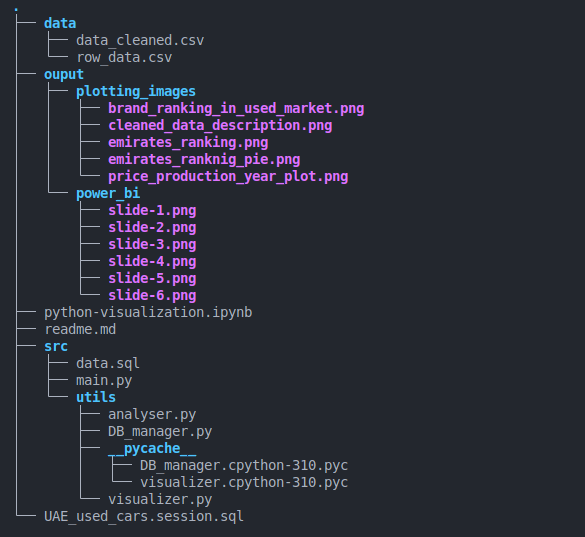 .
├── data
│   ├── data_cleaned.csv
│   └── row_data.csv
├── ouput
│   ├── plotting_images
│   │   ├── brand_ranking_in_used_market.png
│   │   ├── cleaned_data_description.png
│   │   ├── emirates_ranking.png
│   │   ├── emirates_ranknig_pie.png
│   │   └── price_production_year_plot.png
│   └── power_bi
│       ├── slide-1.png
│       ├── slide-2.png
│       ├── slide-3.png
│       ├── slide-4.png
│       ├── slide-5.png
│       └── slide-6.png
├── python-visualization.ipynb
├── readme.md
├── src
│   ├── data.sql
│   ├── main.py
│   └── utils
│       ├── analyser.py
│       ├── DB_manager.py
│       ├── __pycache__
│       │   ├── DB_manager.cpython-310.pyc
│       │   └── visualizer.cpython-310.pyc
│       └── visualizer.py
└── UAE_used_cars.session.sql